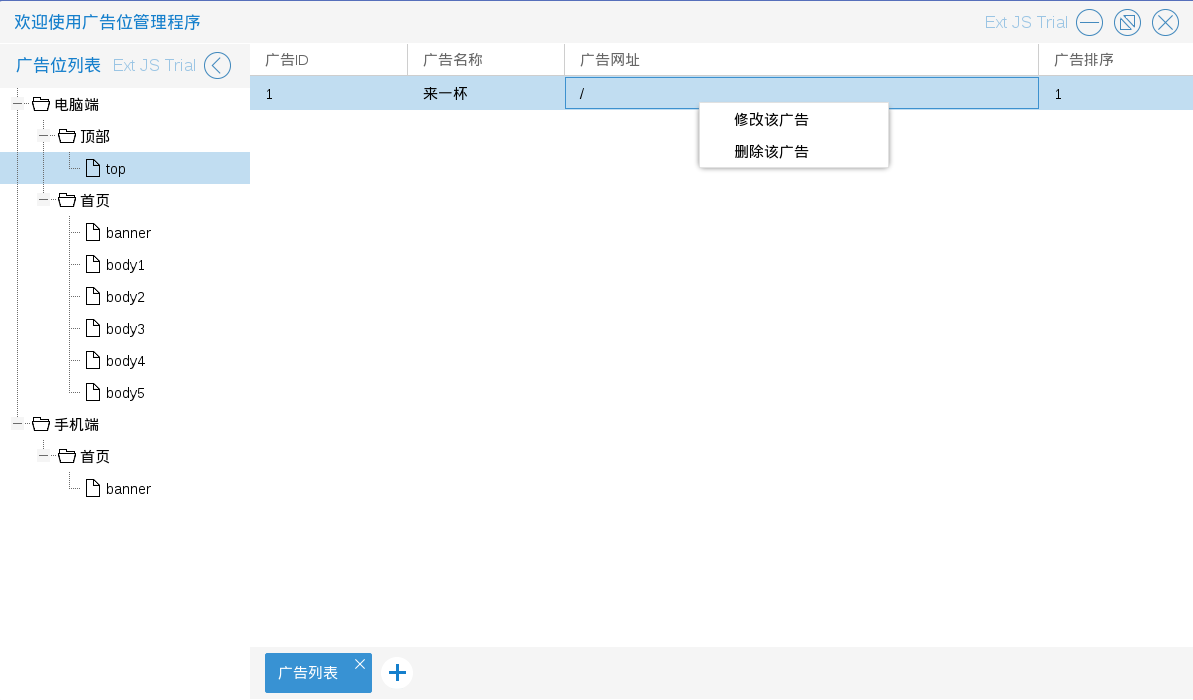 欢迎使用广告位管理程序
Ext JS Trial
广告位列表 Ext JS Trial
电脑端
顶部
top
首页
banner
body1
body2
body3
body4
body5
手机端
首页
banner
广告ID 广告名称 广告网址 广告排序
1 来一杯 / 1
修改该广告
删除该广告
广告列表